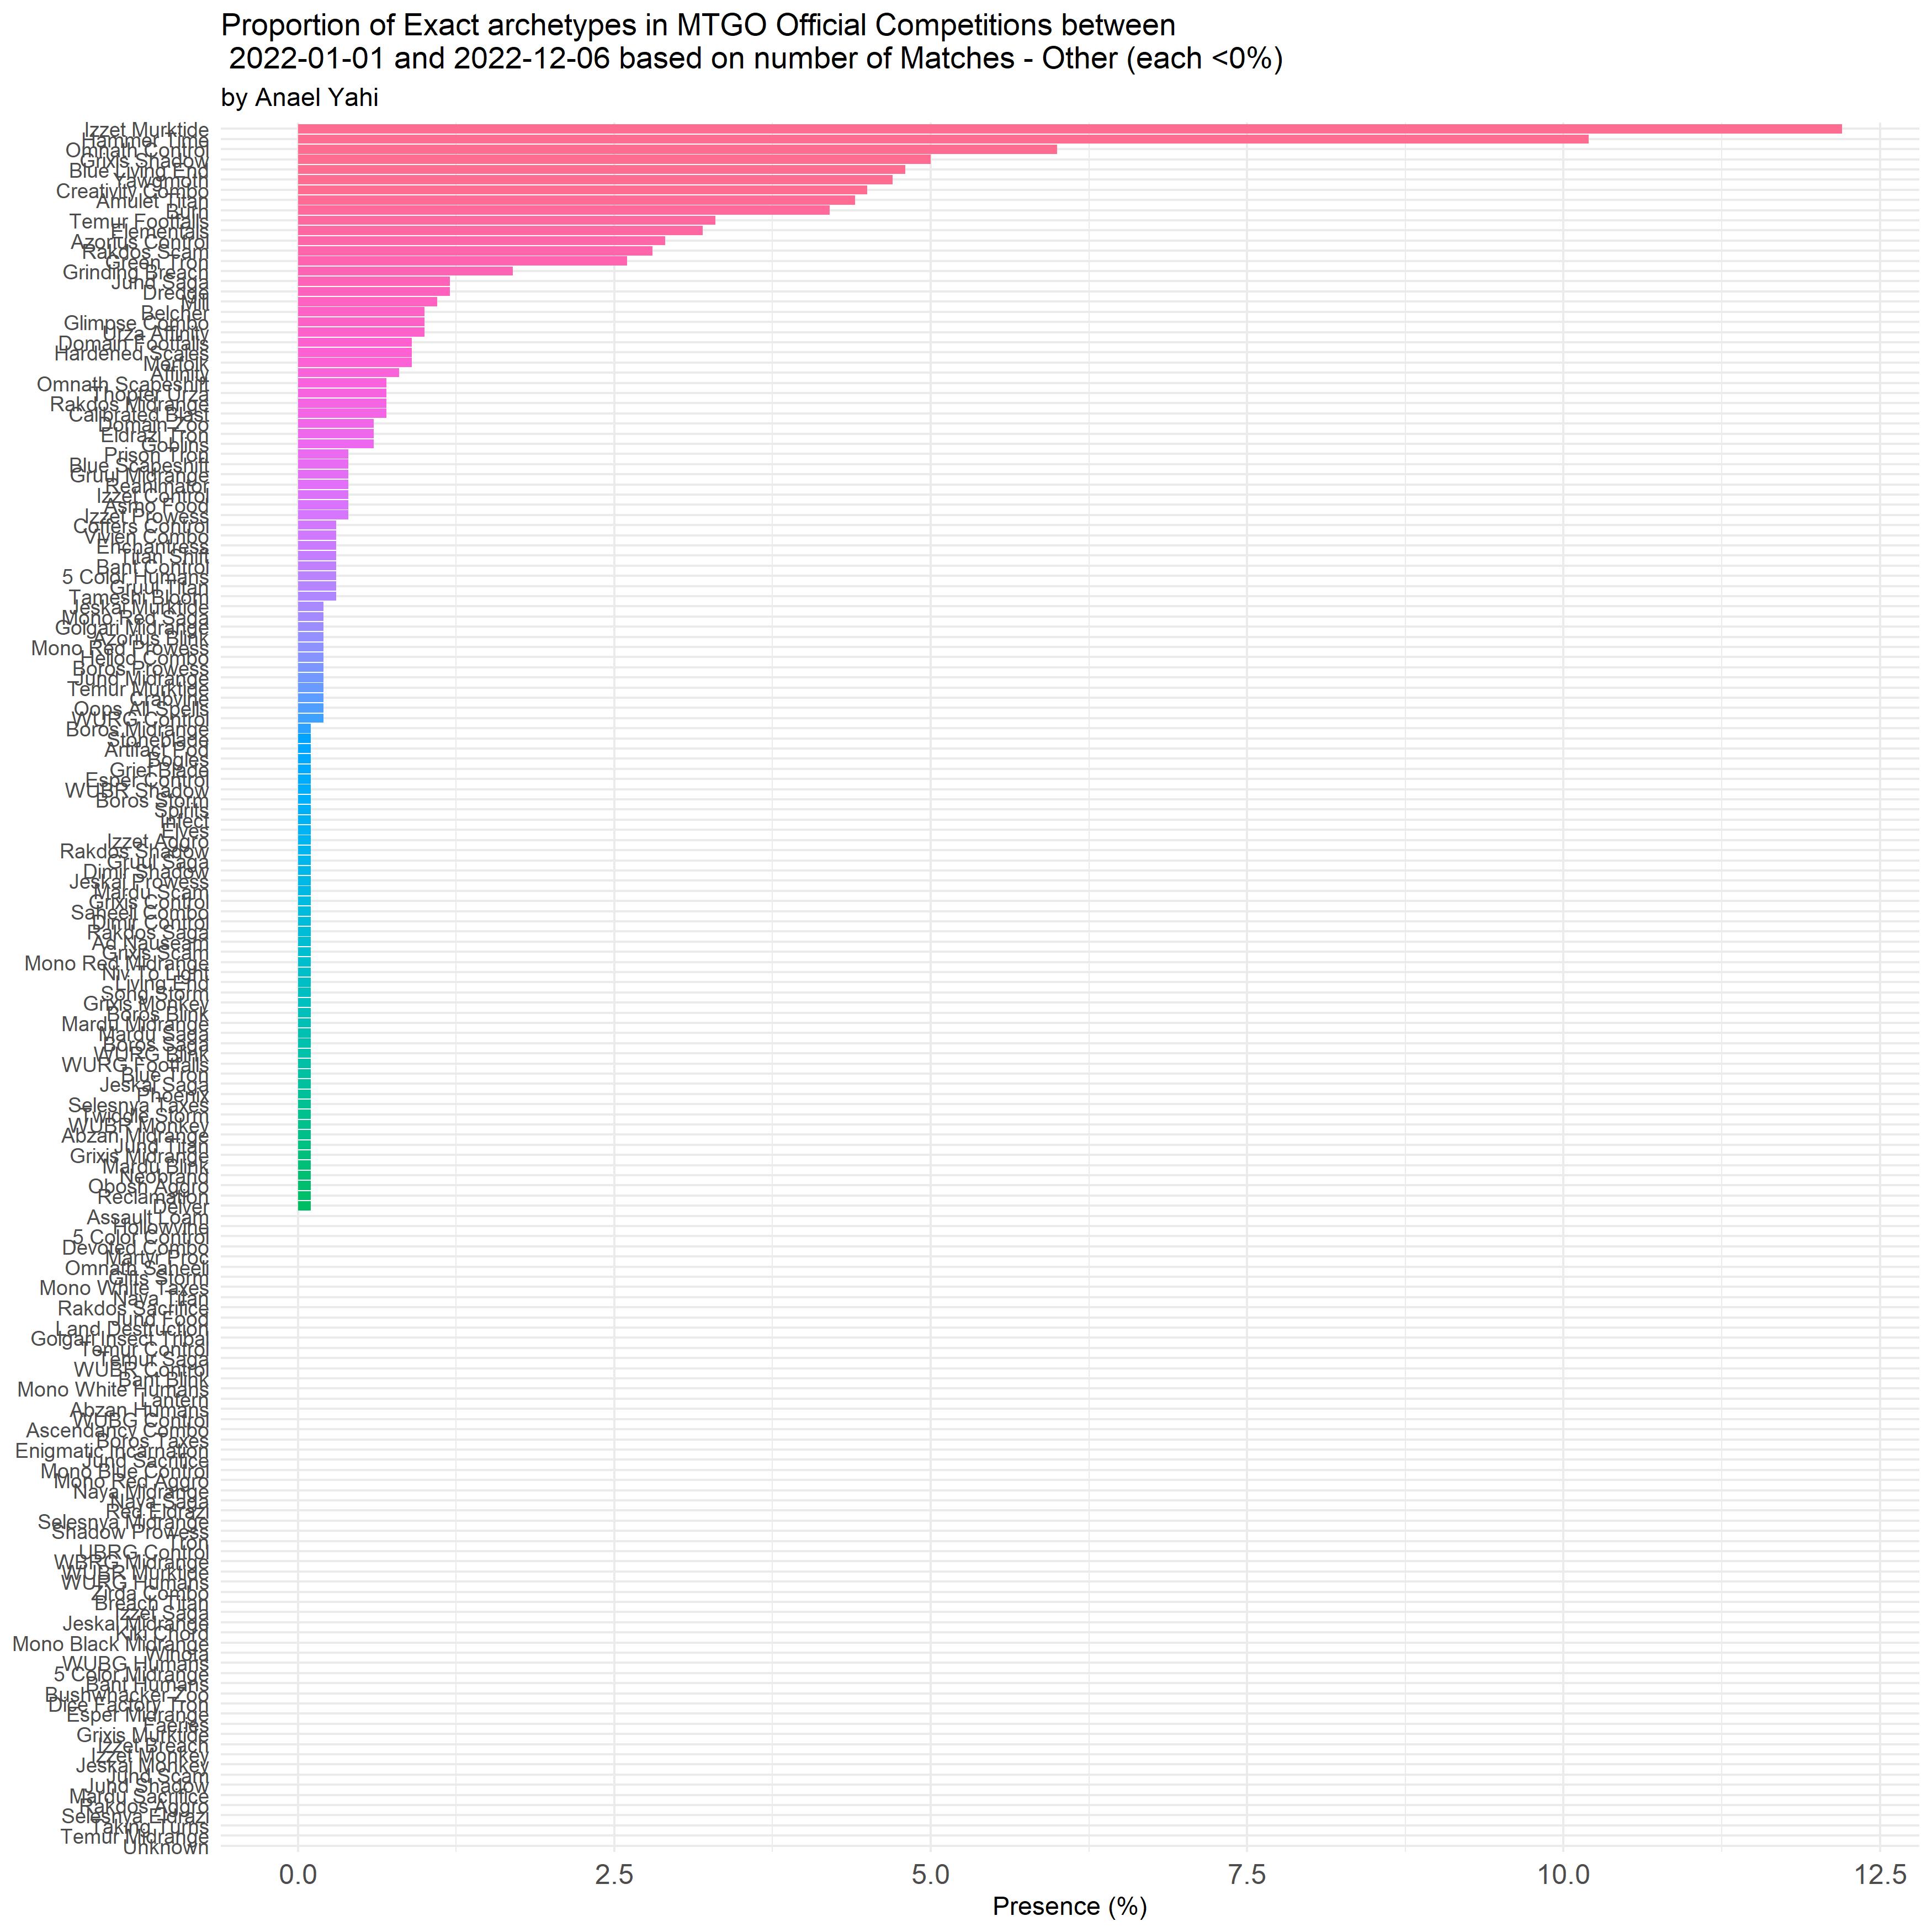 Proportion of Exact archetypes in MTGO Official Competitions between
2022-01-01 and 2022-12-06 based on number of Matches - Other (each <0%)
by Anael Yahi
Izzet Murktide
Hammer Time
Omnath Control
Grixis Shadow
Blue Living End
Yawgmoth
Creativity Combo
Amulet Titan
Burn
Temur Footfalls
Elementals
Azorius Control
Rakdos Scam
Green Tron
Grinding Breach
Jund Saga
Dredge
Mill
Belcher
Glimpse Combo
Urza Affinity
Domain Footfalls
Hardened Scales
Merfolk
Affinity
Omnath Scapeshift
Thopter Urza
Rakdos Midrange
Calibrated Blast
Domain Zoo
Eldrazi Tron
Goblins
Prison Tron
Blue Scapeshift
Gruul Midrange
Reanimator
Izzet Control
Asmo Food
Izzet Prowess
Coffers Control
Vivien Combo
Enchantress
Titan Shift
Bant Control
5 Color Humans
Gruul Titan
Tameshi Bloom
Jeskai Murktide
Mono Red Saga
Golgari Midrange
Azorius Blink
Mono Red Prowess
Heliod Combo
Boros Prowess
Jund Midrange
Temur Murktide
Crabvine
Oops All Spells
WURG Control
Boros Midrange
Stoneblade
Artifact Pod
Bogles
Grief Blade
Esper Control
WUBR Shadow
Boros Storm
Spirits
Infect
Elves
Izzet Aggro
Rakdos Shadow
Gruul Saga
Dimir Shadow
Jeskai Prowess
Mardu Scam
Grixis Control
Saheeli Combo
Dimir Control
Rakdos Saga
Ad Nauseam
Grixis Scam
Mono Red Midrange
Niv To Light
Living End
Song Storm
Grixis Monkey
Boros Blink
Mardu Midrange
Mardu Saga
Boros Saga
WURG Blink
WURG Footfalls
Blue Tron
Jeskai Saga
Phoenix
Selesnya Taxes
Twiddle Storm
WUBR Monkey
Abzan Midrange
Jund Titan
Grixis Midrange
Mardu Blink
Neobrand
Obosh Aggro
Reclamation
Delver
Assault Loam
Hollowvine
5 Color Control
Devoted Combo
Martyr Proc
Omnath Saheeli
Gifts Storm
Mono White Taxes
Naya Titan
Rakdos Sacrifice
Jund Food
Land Destruction
Golgari Insect Tribal
Temur Control
Temur Saga
WUBR Control
Bant Blink
Mono White Humans
Lantern
Abzan Humans
WUBG Control
Ascendancy Combo
Boros Taxes
Enigmatic Incarnation
Jund Sacrifice
Mono Blue Control
Mono Red Aggro
Naya Midrange
Naya Saga
Red Eldrazi
Selesnya Midrange
Shadow Prowess
Tron
UBRG Control
WBRG Midrange
WUBR Murktide
WURG Humans
Zirda Combo
Breach Titan
Izzet Saga
Jeskai Midrange
Kiki Chord
Mono Black Midrange
Winota
WUBG Humans
5 Color Midrange
Bant Humans
Bushwhacker Zoo
Dice Factory Tron
Esper Midrange
Faeries
Grixis Murktide
Izzet Breach
Izzet Monkey
Jeskai Monkey
Jund Scam
Jund Shadow
Mardu Sacrifice
Rakdos Aggro
Selesnya Eldrazi
Taking Turns
Temur Midrange
Unknown
0.0 2.5 5.0 7.5 10.0 12.5
Presence (%)